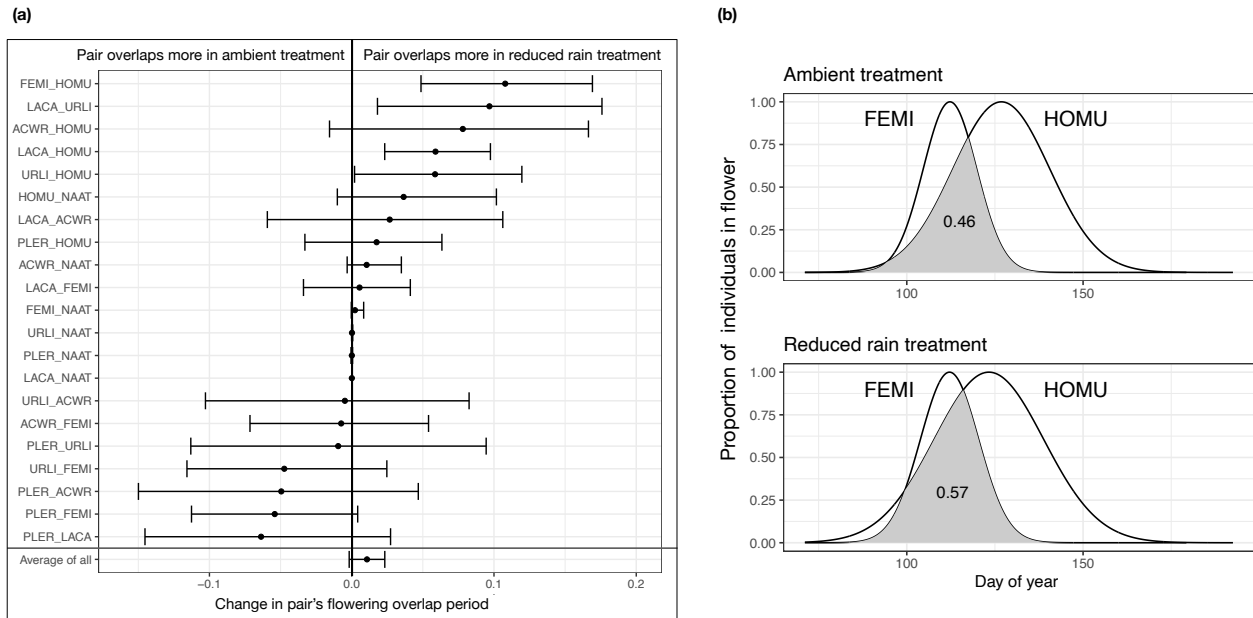 (a)
Pair overlaps more in ambient treatment
Pair overlaps more in reduced rain treatment
FEMI_HOMU
LACA_URLI
ACWR_HOMU
LACA_HOMU
URLI_HOMU
HOMU_NAAT
LACA_ACWR
PLER_HOMU
ACWR_NAAT
LACA_FEMI
FEMI_NAAT
URLI_NAAT
PLER_NAAT
LACA_NAAT
URLI_ACWR
ACWR_FEMI
PLER_URLI
URLI_FEMI
PLER_ACWR
PLER_FEMI
PLER_LACA
Average of all
−0.1 0.0 0.1 0.2
Change in pair's flowering overlap period
(b)
Proportion of individuals in flower
Ambient treatment
1.00
0.75
0.50
0.25
0.00
FEMI HOMU
0.46
100 150
Reduced rain treatment
1.00
0.75
0.50
0.25
0.00
FEMI HOMU
0.57
100 150
Day of year